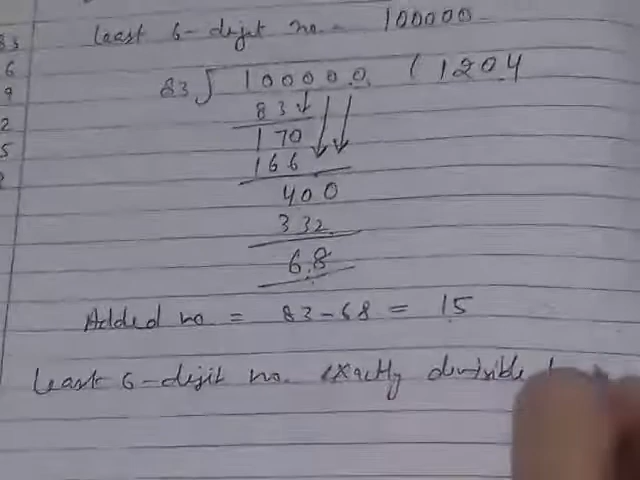 Least 6-digit no. = 100000
83 ) 100000 ( 1204
83
170
166
400
332
68
Added no = 83-68 = 15
Least 6-digit no. exactly divisible